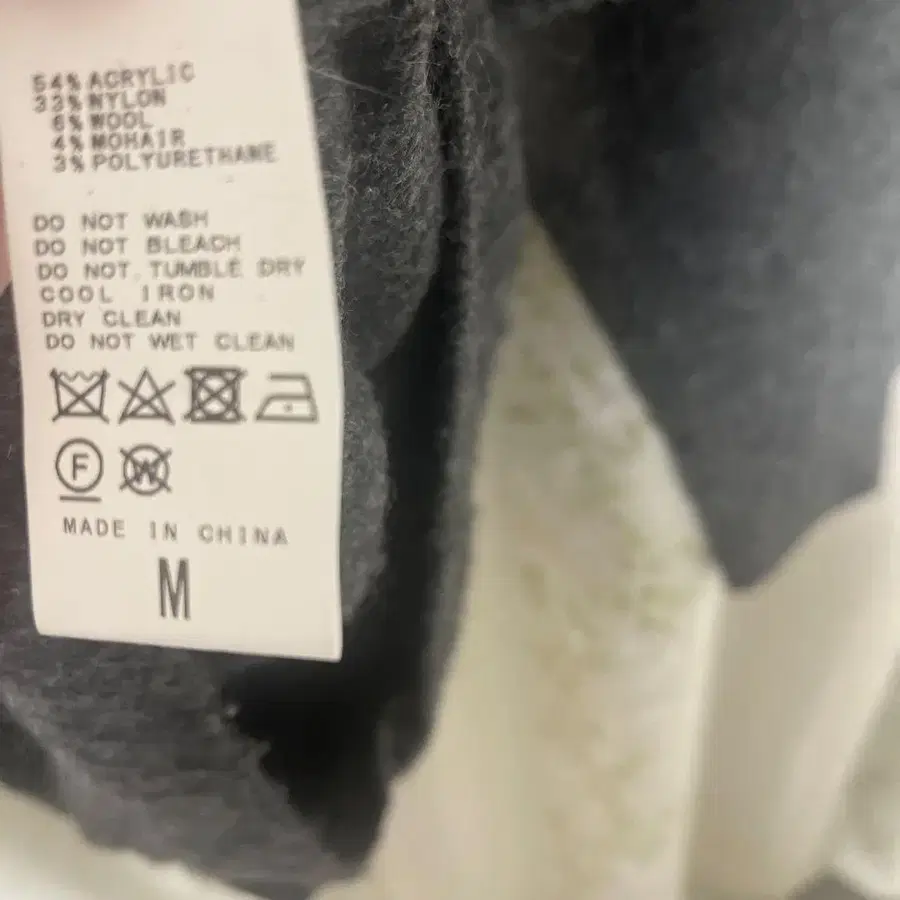 54% ACRYLIC
33% NYLON
6% WOOL
4% MOHAIR
3% POLYURETHANE
DO NOT WASH
DO NOT BLEACH
DO NOT TUMBLE DRY
COOL IRON
DRY CLEAN
DO NOT WET CLEAN
F W
MADE IN CHINA
M